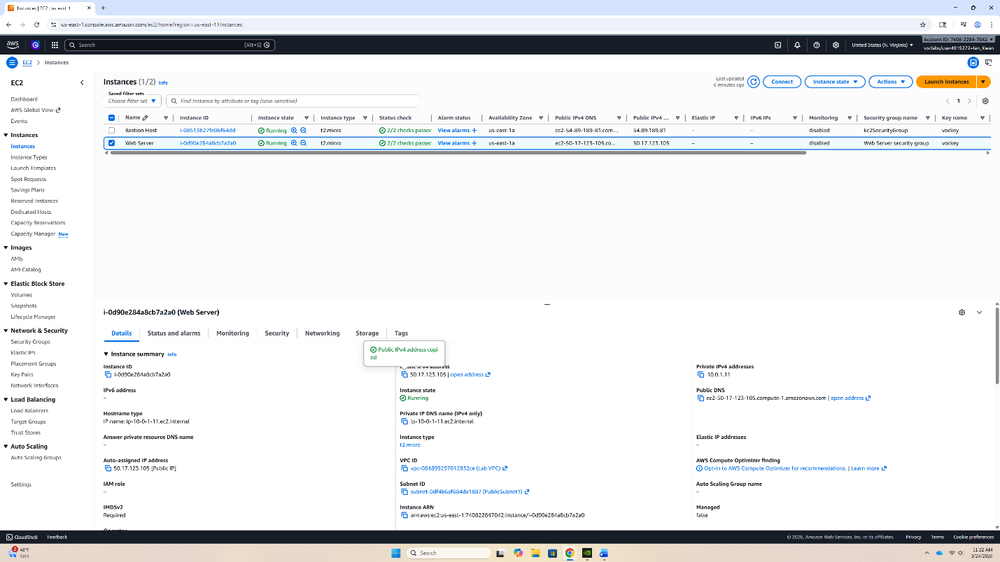 Instances | EC2 | us-east-1
us-east-1.console.aws.amazon.com/ec2/home?region=us-east-1#Instances:
aws
Search [Alt+S]
United States (N. Virginia)
Account ID: 7408-2284-7042
voclabs/user4919272=Ian_Kwan
EC2 > Instances
EC2
Dashboard
AWS Global View
Events
Instances
Instances
Instance Types
Launch Templates
Spot Requests
Savings Plans
Reserved Instances
Dedicated Hosts
Capacity Reservations
Capacity Manager New
Images
AMIs
AMI Catalog
Elastic Block Store
Volumes
Snapshots
Lifecycle Manager
Network & Security
Security Groups
Elastic IPs
Placement Groups
Key Pairs
Network Interfaces
Load Balancing
Load Balancers
Target Groups
Trust Stores
Auto Scaling
Auto Scaling Groups
Settings
Instances (1/2) Info
Last updated
6 minutes ago
Connect
Instance state
Actions
Launch instances
Saved filter sets
Choose filter set
Find Instance by attribute or tag (case-sensitive)
1
Name Instance ID Instance state Instance type Status check Alarm status Availability Zone Public IPv4 DNS Public IPv4 ... Elastic IP IPv6 IPs Monitoring Security group name Key name
Bastion Host i-08513b27fe06f64dd Running t2.micro 2/2 checks passec View alarms + us-east-1a ec2-54-89-189-81.com... 54.89.189.81 – – disabled Ec2SecurityGroup vockey
Web Server i-0d90e284a8cb7a2a0 Running t2.micro 2/2 checks passec View alarms + us-east-1a ec2-50-17-123-105.co... 50.17.123.105 – – disabled Web Server security group vockey
i-0d90e284a8cb7a2a0 (Web Server)
Details
Status and alarms
Monitoring
Security
Networking
Storage
Tags
Public IPv4 address copi
ed
Instance summary Info
Instance ID
i-0d90e284a8cb7a2a0
IPv6 address
–
Hostname type
IP name: ip-10-0-1-11.ec2.internal
Answer private resource DNS name
–
Auto-assigned IP address
50.17.123.105 [Public IP]
IAM role
–
IMDSv2
Required
Operator
Public IPv4 address
50.17.123.105 | open address
Instance state
Running
Private IP DNS name (IPv4 only)
ip-10-0-1-11.ec2.internal
Instance type
t2.micro
VPC ID
vpc-084899297012832ce (Lab VPC)
Subnet ID
subnet-0df4b6af684da1887 (PublicSubnet1)
Instance ARN
arn:aws:ec2:us-east-1:740822847042:instance/i-0d90e284a8cb7a2a0
Private IPv4 addresses
10.0.1.11
Public DNS
ec2-50-17-123-105.compute-1.amazonaws.com | open address
Elastic IP addresses
–
AWS Compute Optimizer finding
Opt-in to AWS Compute Optimizer for recommendations. | Learn more
Auto Scaling Group name
–
Managed
false
CloudShell Feedback
© 2026, Amazon Web Services, Inc. or its affiliates. Privacy Terms Cookie preferences
2
48°F
Rain
Search
11:22 AM
3/24/2026